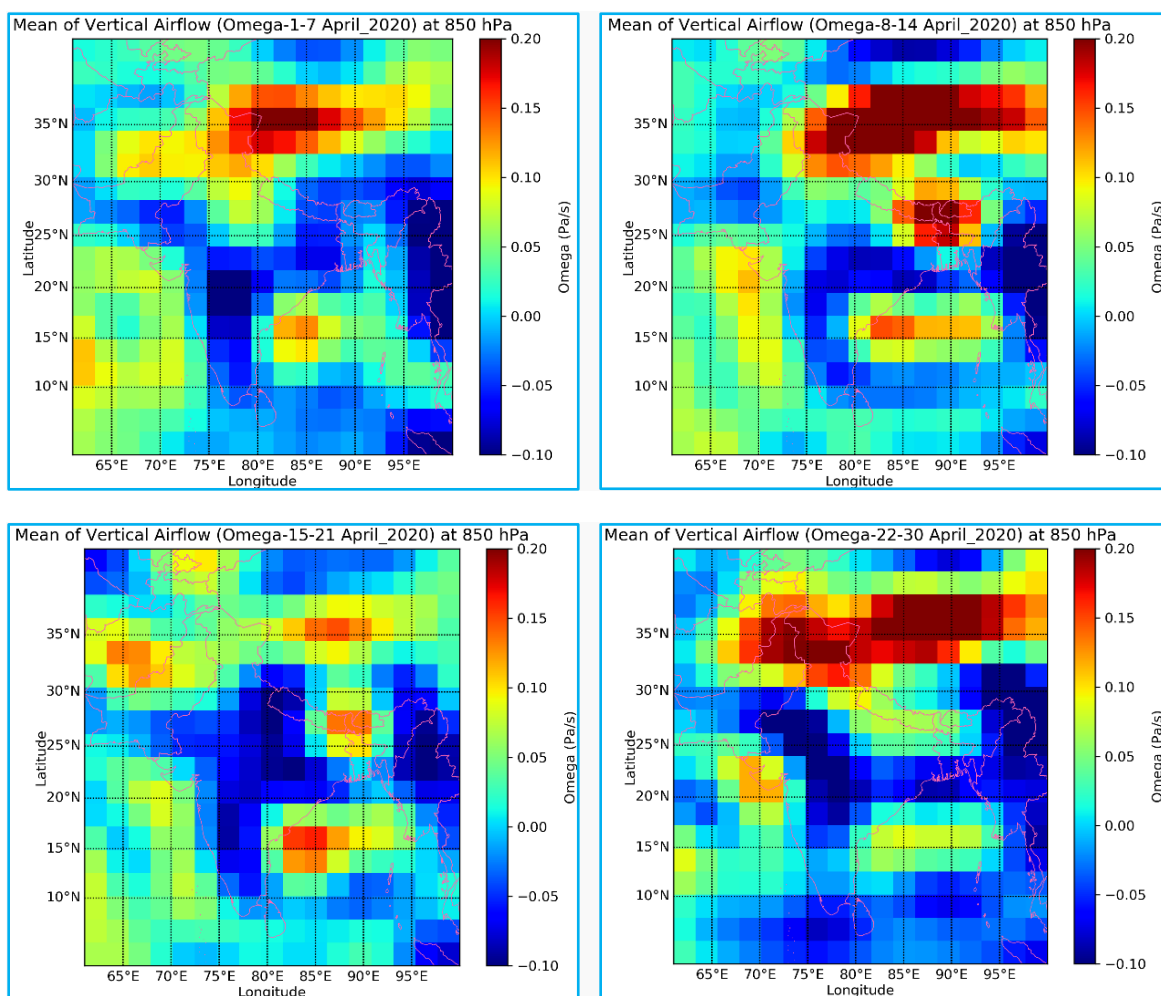 Mean of Vertical Airflow (Omega-1-7 April_2020) at 850 hPa
35°N
30°N
25°N
20°N
15°N
10°N
Latitude
65°E 70°E 75°E 80°E 85°E 90°E 95°E
Longitude
0.20
0.15
0.10
0.05
0.00
−0.05
−0.10
Omega (Pa/s)
Mean of Vertical Airflow (Omega-8-14 April_2020) at 850 hPa
35°N
30°N
25°N
20°N
15°N
10°N
Latitude
65°E 70°E 75°E 80°E 85°E 90°E 95°E
Longitude
0.20
0.15
0.10
0.05
0.00
−0.05
−0.10
Omega (Pa/s)
Mean of Vertical Airflow (Omega-15-21 April_2020) at 850 hPa
35°N
30°N
25°N
20°N
15°N
10°N
Latitude
65°E 70°E 75°E 80°E 85°E 90°E 95°E
Longitude
0.20
0.15
0.10
0.05
0.00
−0.05
−0.10
Omega (Pa/s)
Mean of Vertical Airflow (Omega-22-30 April_2020) at 850 hPa
35°N
30°N
25°N
20°N
15°N
10°N
Latitude
65°E 70°E 75°E 80°E 85°E 90°E 95°E
Longitude
0.20
0.15
0.10
0.05
0.00
−0.05
−0.10
Omega (Pa/s)